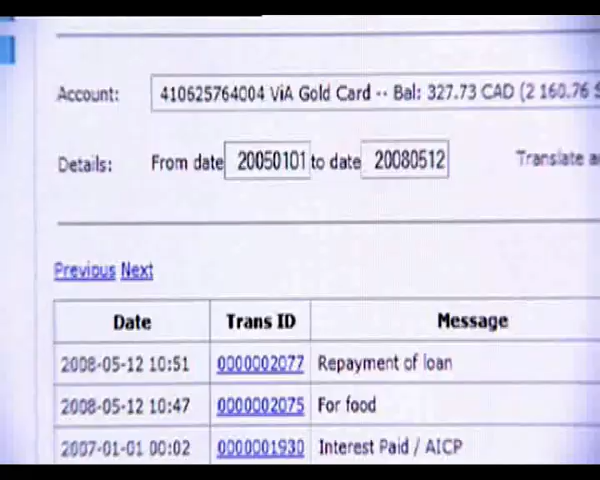 Account: 410625764004 ViA Gold Card -- Bal: 327.73 CAD (2 160.76
Details: From date 20050101 to date 20080512 Translate
Previous Next
Date Trans ID Message
2008-05-12 10:51 0000002077 Repayment of loan
2008-05-12 10:47 0000002075 For food
2007-01-01 00:02 0000001930 Interest Paid / AICP